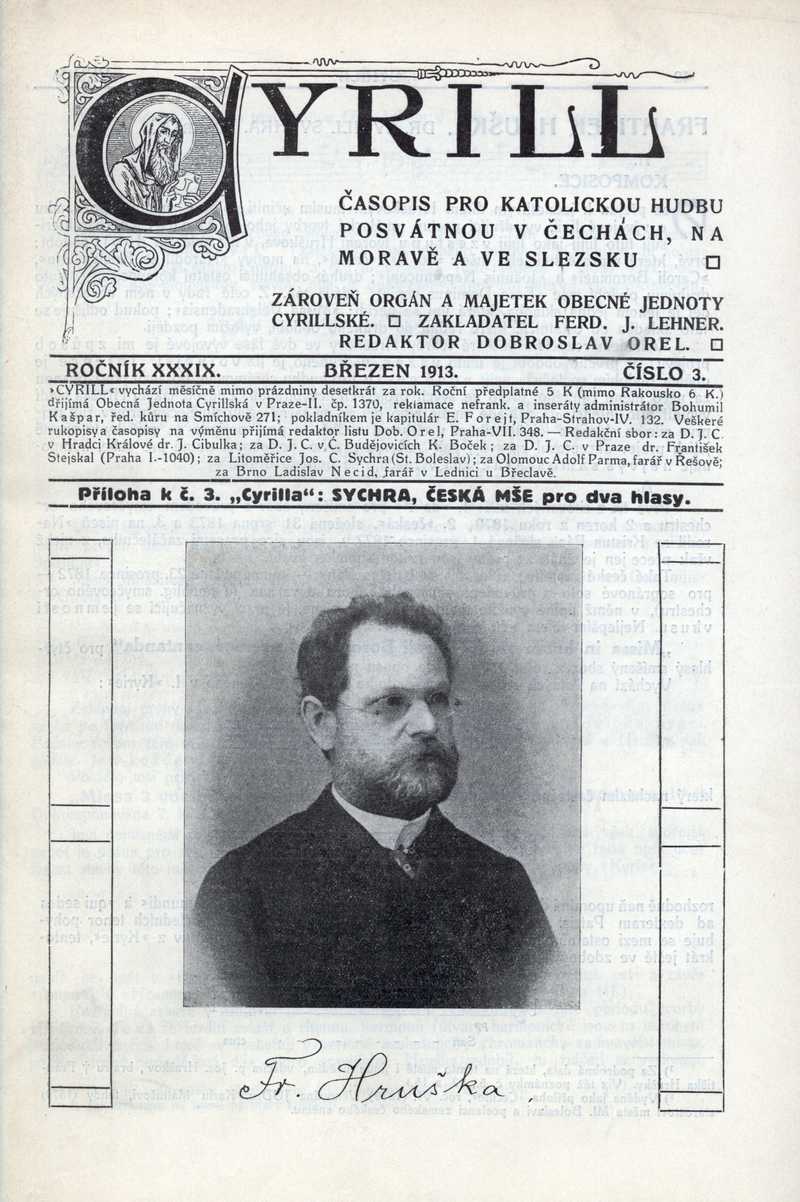 CYRILL
ČASOPIS PRO KATOLICKOU HUDBU
POSVÁTNOU V ČECHÁCH, NA
MORAVĚ A VE SLEZSKU
ZÁROVEŇ ORGÁN A MAJETEK OBECNÉ JEDNOTY
CYRILLSKÉ. ZAKLADATEL FERD. J. LEHNER.
REDAKTOR DOBROSLAV OREL.
ROČNÍK XXXIX. BŘEZEN 1913. ČÍSLO 3.
»CYRILL« vychází měsíčně mimo prázdniny desetkrát za rok. Roční předplatné 5 K (mimo Rakousko 6 K.)
přijímá Obecná Jednota Cyrillská v Praze-II. čp. 1370, reklamace nefrank. a inseráty administrátor Bohumil
Kašpar, řed. kůru na Smíchově 271; pokladníkem je kapitulár E. Forejt, Praha-Strahov-IV. 132. Veškeré
rukopisy a časopisy na výměnu přijímá redaktor listu Dob. Orel, Praha-VII. 348. — Redakční sbor: za D. J. C.
v Hradci Králové dr. J. Cibulka; za D. J. C. v Č. Budějovicích K. Boček; za D. J. C. v Praze dr. František
Stejskal (Praha I.-1040); za Litoměřice Jos. C. Sychra (St. Boleslav); za Olomouc Adolf Parma, farář v Řešově;
za Brno Ladislav Necid, farář v Lednici u Břeclavě.
Příloha k č. 3. „Cyrilla“: SYCHRA, ČESKÁ MŠE pro dva hlasy.
Fr. Hruška